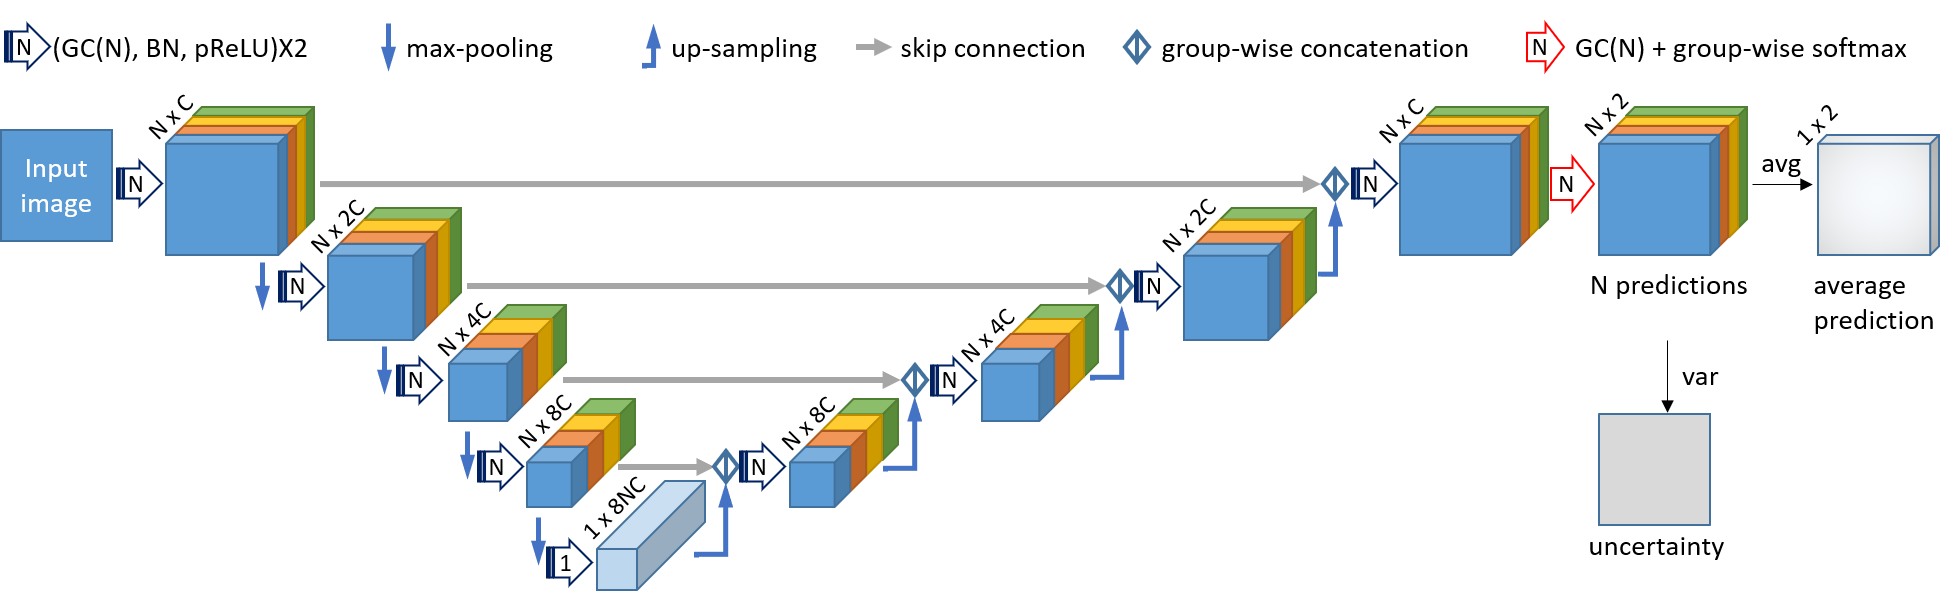 N (GC(N), BN, pReLU)X2
max-pooling
up-sampling
skip connection
group-wise concatenation
N GC(N) + group-wise softmax
Input
image
N
N x C
N
N x 2C
N
N x 4C
N
N x 8C
1
1 x 8NC
N
N x 8C
N
N x 4C
N
N x 2C
N
N x C
N
N x 2
N predictions
avg
1 x 2
average
prediction
var
uncertainty